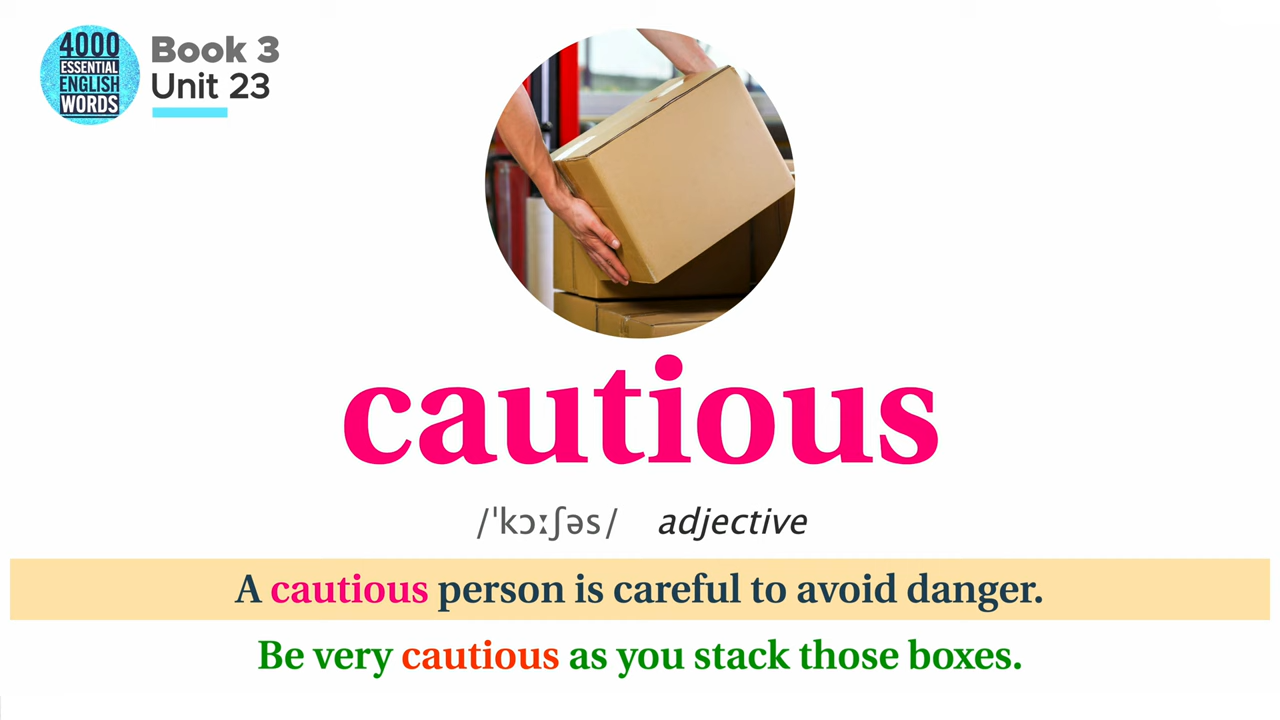 4000
ESSENTIAL
ENGLISH
WORDS
Book 3
Unit 23
cautious
/ˈkɔːʃəs/ adjective
A cautious person is careful to avoid danger.
Be very cautious as you stack those boxes.